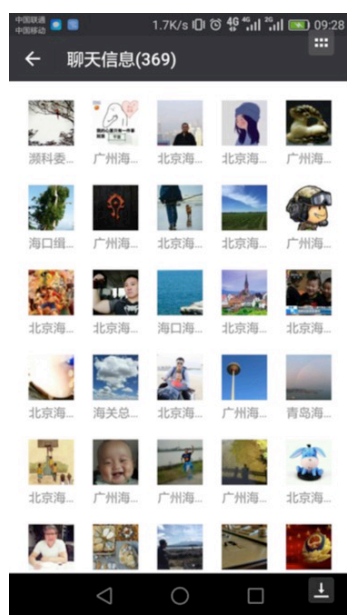 中国联通
中国移动
1.7K/s 4G 4G 2G 09:28
聊天信息(369)
濒科委... 广州海... 北京海... 北京海... 广州海...
海口缉... 广州海... 北京海... 北京海... 广州海...
北京海... 北京海... 海口海... 北京海... 北京海...
北京海... 海关总... 北京海... 广州海... 青岛海...
北京海... 广州海... 广州海... 广州海... 北京海...